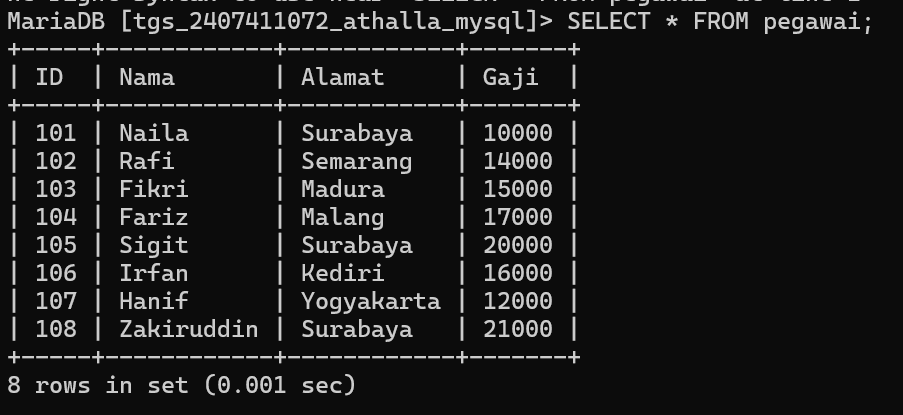 MariaDB [tgs_2407411072_athalla_mysql]> SELECT * FROM pegawai;
+-----+------------+------------+-------+
| ID  | Nama       | Alamat     | Gaji  |
+-----+------------+------------+-------+
| 101 | Naila      | Surabaya   | 10000 |
| 102 | Rafi       | Semarang   | 14000 |
| 103 | Fikri      | Madura     | 15000 |
| 104 | Fariz      | Malang     | 17000 |
| 105 | Sigit      | Surabaya   | 20000 |
| 106 | Irfan      | Kediri     | 16000 |
| 107 | Hanif      | Yogyakarta | 12000 |
| 108 | Zakiruddin | Surabaya   | 21000 |
+-----+------------+------------+-------+
8 rows in set (0.001 sec)